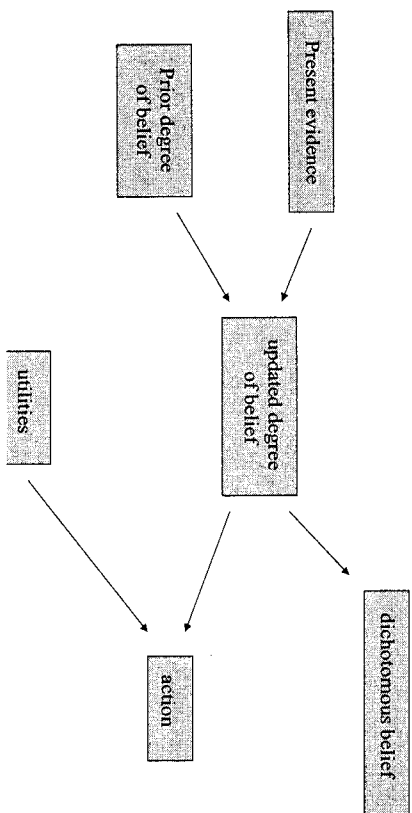 Present evidence
Prior degree
of belief
updated degree
of belief
utilities
dichotomous belief
action